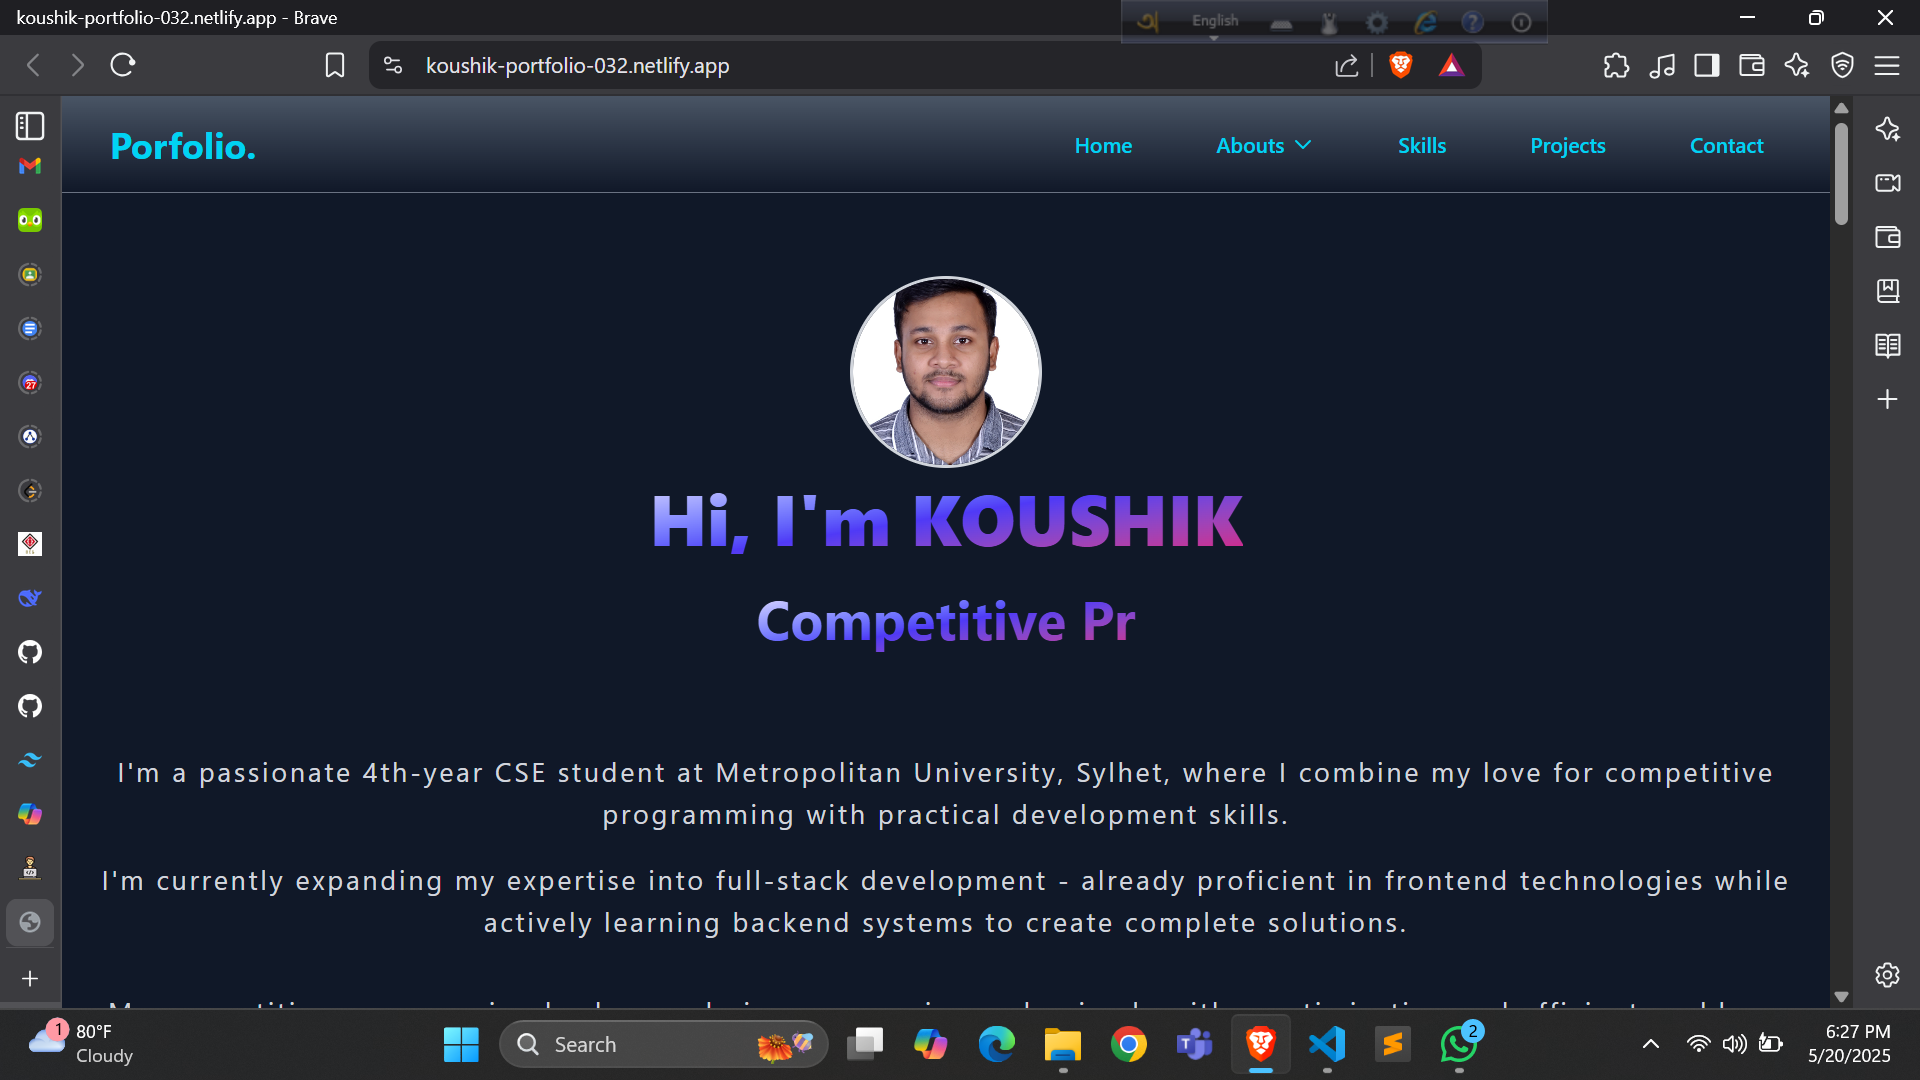 koushik-portfolio-032.netlify.app - Brave
English
koushik-portfolio-032.netlify.app
Porfolio.
Home
Abouts
Skills
Projects
Contact
Hi, I'm KOUSHIK
Competitive Pr
I'm a passionate 4th-year CSE student at Metropolitan University, Sylhet, where I combine my love for competitive
programming with practical development skills.
I'm currently expanding my expertise into full-stack development - already proficient in frontend technologies while
actively learning backend systems to create complete solutions.
27
1
80°F
Cloudy
Search
2
6:27 PM
5/20/2025